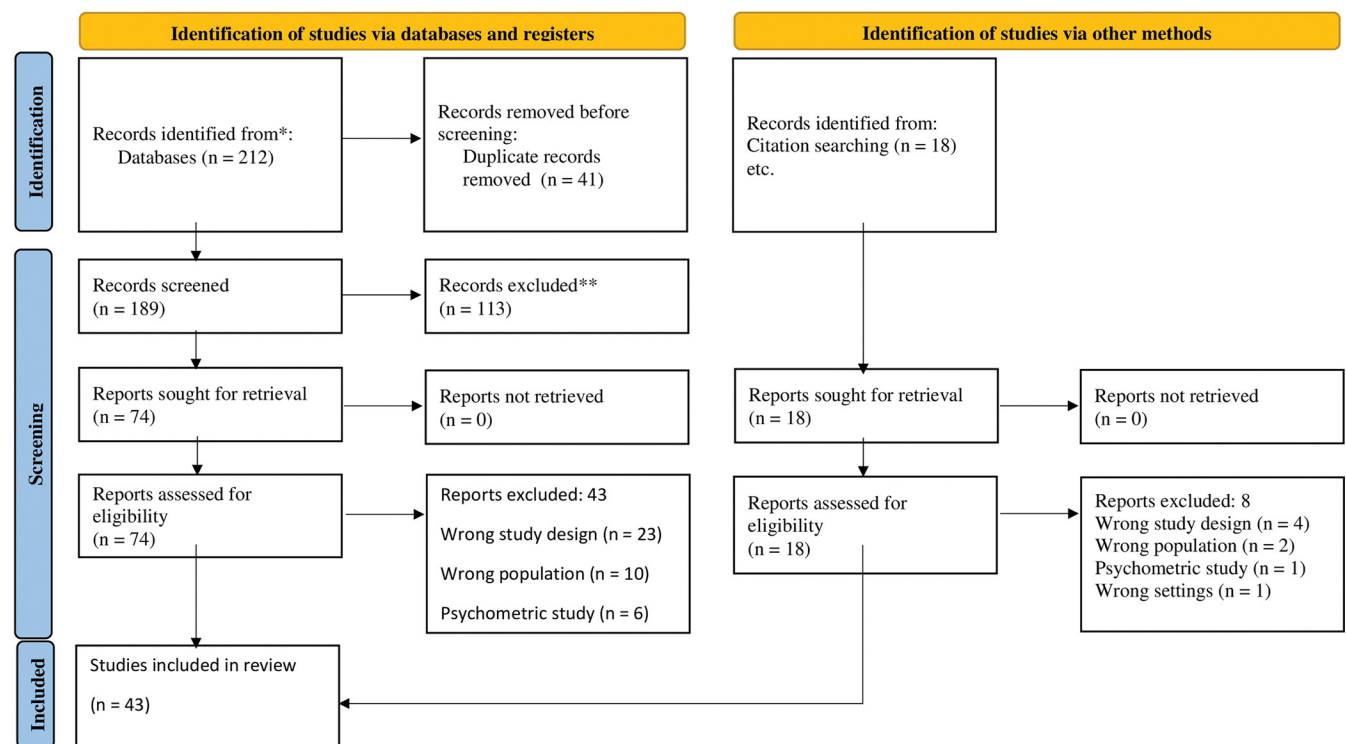 Identification of studies via databases and registers
Identification of studies via other methods
Identification
Records identified from*:
Databases (n = 212)
Records removed before
screening:
Duplicate records
removed (n = 41)
Records identified from:
Citation searching (n = 18)
etc.
Screening
Records screened
(n = 189)
Records excluded**
(n = 113)
Reports sought for retrieval
(n = 74)
Reports not retrieved
(n = 0)
Reports sought for retrieval
(n = 18)
Reports not retrieved
(n = 0)
Reports assessed for
eligibility
(n = 74)
Reports excluded: 43
Wrong study design (n = 23)
Wrong population (n = 10)
Psychometric study (n = 6)
Reports assessed for
eligibility
(n = 18)
Reports excluded: 8
Wrong study design (n = 4)
Wrong population (n = 2)
Psychometric study (n = 1)
Wrong settings (n = 1)
Included
Studies included in review
(n = 43)